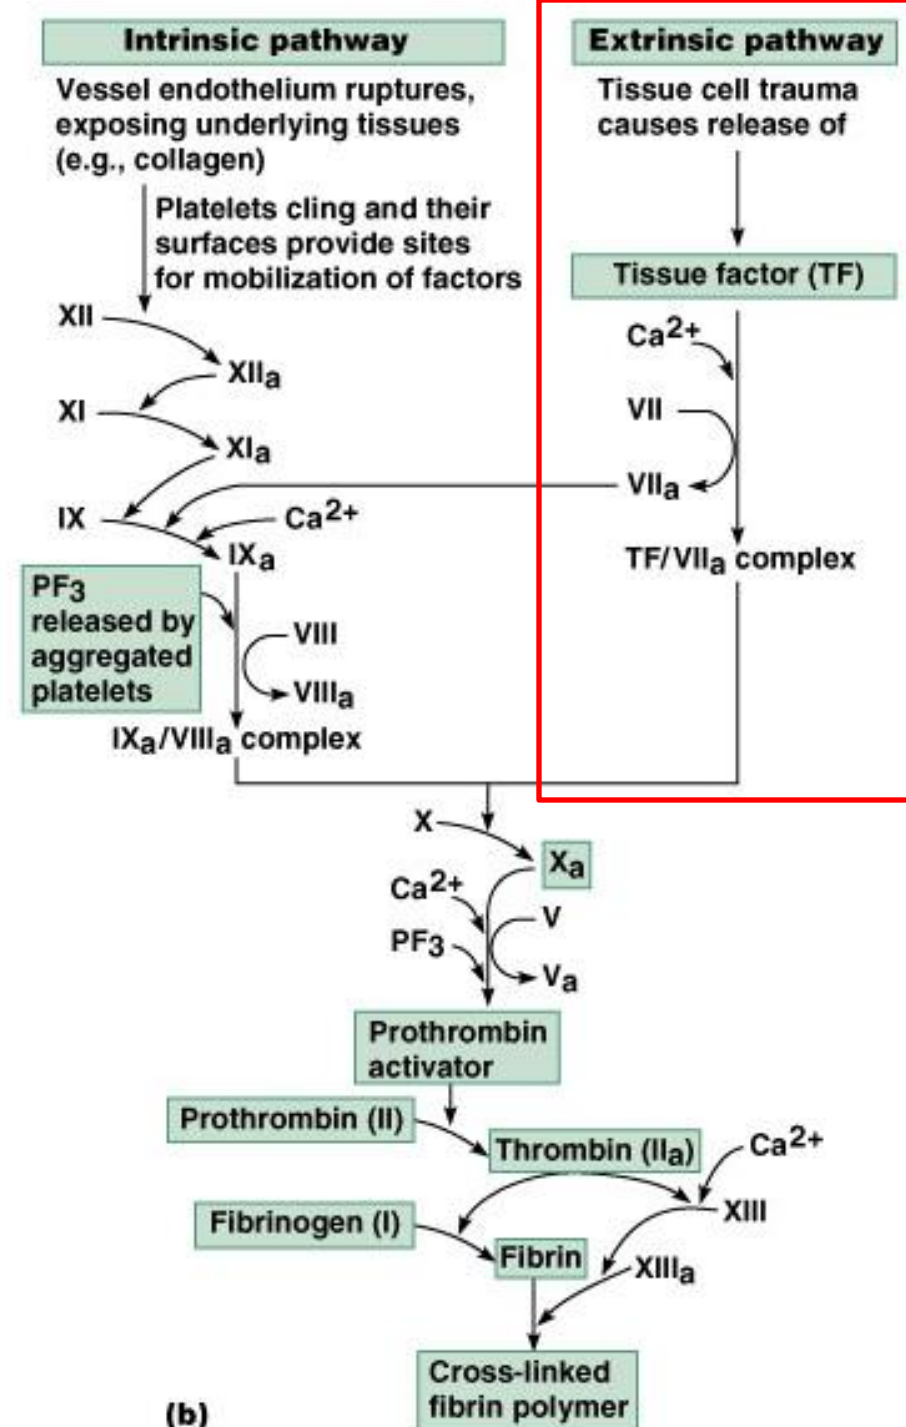 Intrinsic pathway
Vessel endothelium ruptures,
exposing underlying tissues
(e.g., collagen)
Platelets cling and their
surfaces provide sites
for mobilization of factors
XII
XIIa
XI
XIa
IX
Ca2+
IXa
PF3
released by
aggregated
platelets
VIII
VIIIa
IXa/VIIIa complex
Extrinsic pathway
Tissue cell trauma
causes release of
Tissue factor (TF)
Ca2+
VII
VIIa
TF/VIIa complex
X
Xa
Ca2+
V
PF3
Va
Prothrombin
activator
Prothrombin (II)
Thrombin (IIa)
Ca2+
XIII
Fibrinogen (I)
Fibrin
XIIIa
Cross-linked
fibrin polymer
(b)